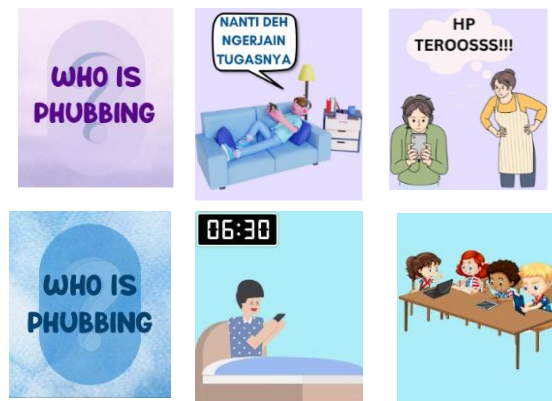 WHO IS
PHUBBING
NANTI DEH
NGERJAIN
TUGASNYA
HP
TEROOSSS!!!
WHO IS
PHUBBING
06:30